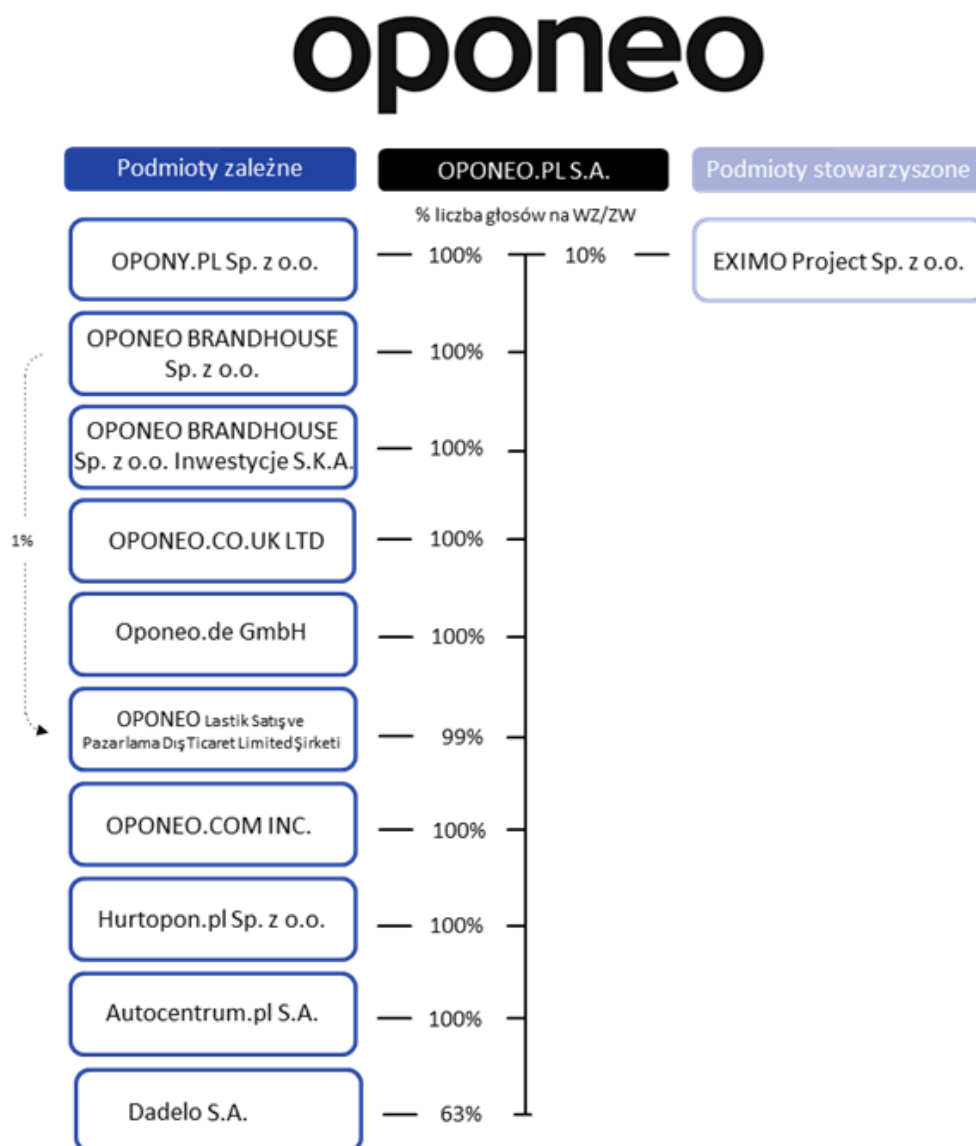 oponeo
Podmioty zależne
OPONEO.PL S.A.
Podmioty stowarzyszone
% liczba głosów na WZ/ZW
OPONY.PL Sp. z o.o.
100%
10%
EXIMO Project Sp. z o.o.
OPONEO BRANDHOUSE
Sp. z o.o.
100%
OPONEO BRANDHOUSE
Sp. z o.o. Inwestycje S.K.A.
100%
1%
OPONEO.CO.UK LTD
100%
Oponeo.de GmbH
100%
OPONEO Lastik Satış ve
Pazarlama Dış Ticaret Limited Şirketi
99%
OPONEO.COM INC.
100%
Hurtopon.pl Sp. z o.o.
100%
Autocentrum.pl S.A.
100%
Dadelo S.A.
63%